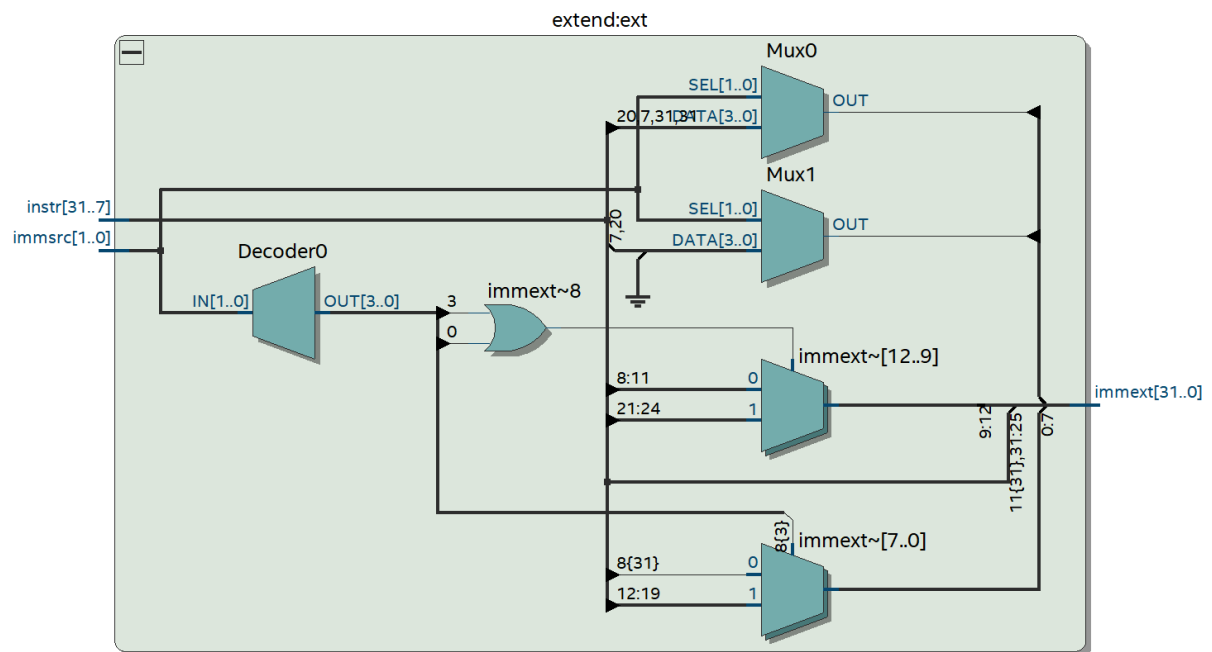 extend:ext
Mux0
SEL[1..0]
OUT
20,7,31,31
DATA[3..0]
Mux1
instr[31..7]
SEL[1..0]
7,20
OUT
immsrc[1..0]
DATA[3..0]
Decoder0
IN[1..0]
OUT[3..0]
immext~8
3
0
immext~[12..9]
8:11
0
immext[31..0]
21:24
1
9:12
11{31},31:25
0:7
8{3}
immext~[7..0]
8{31}
0
12:19
1